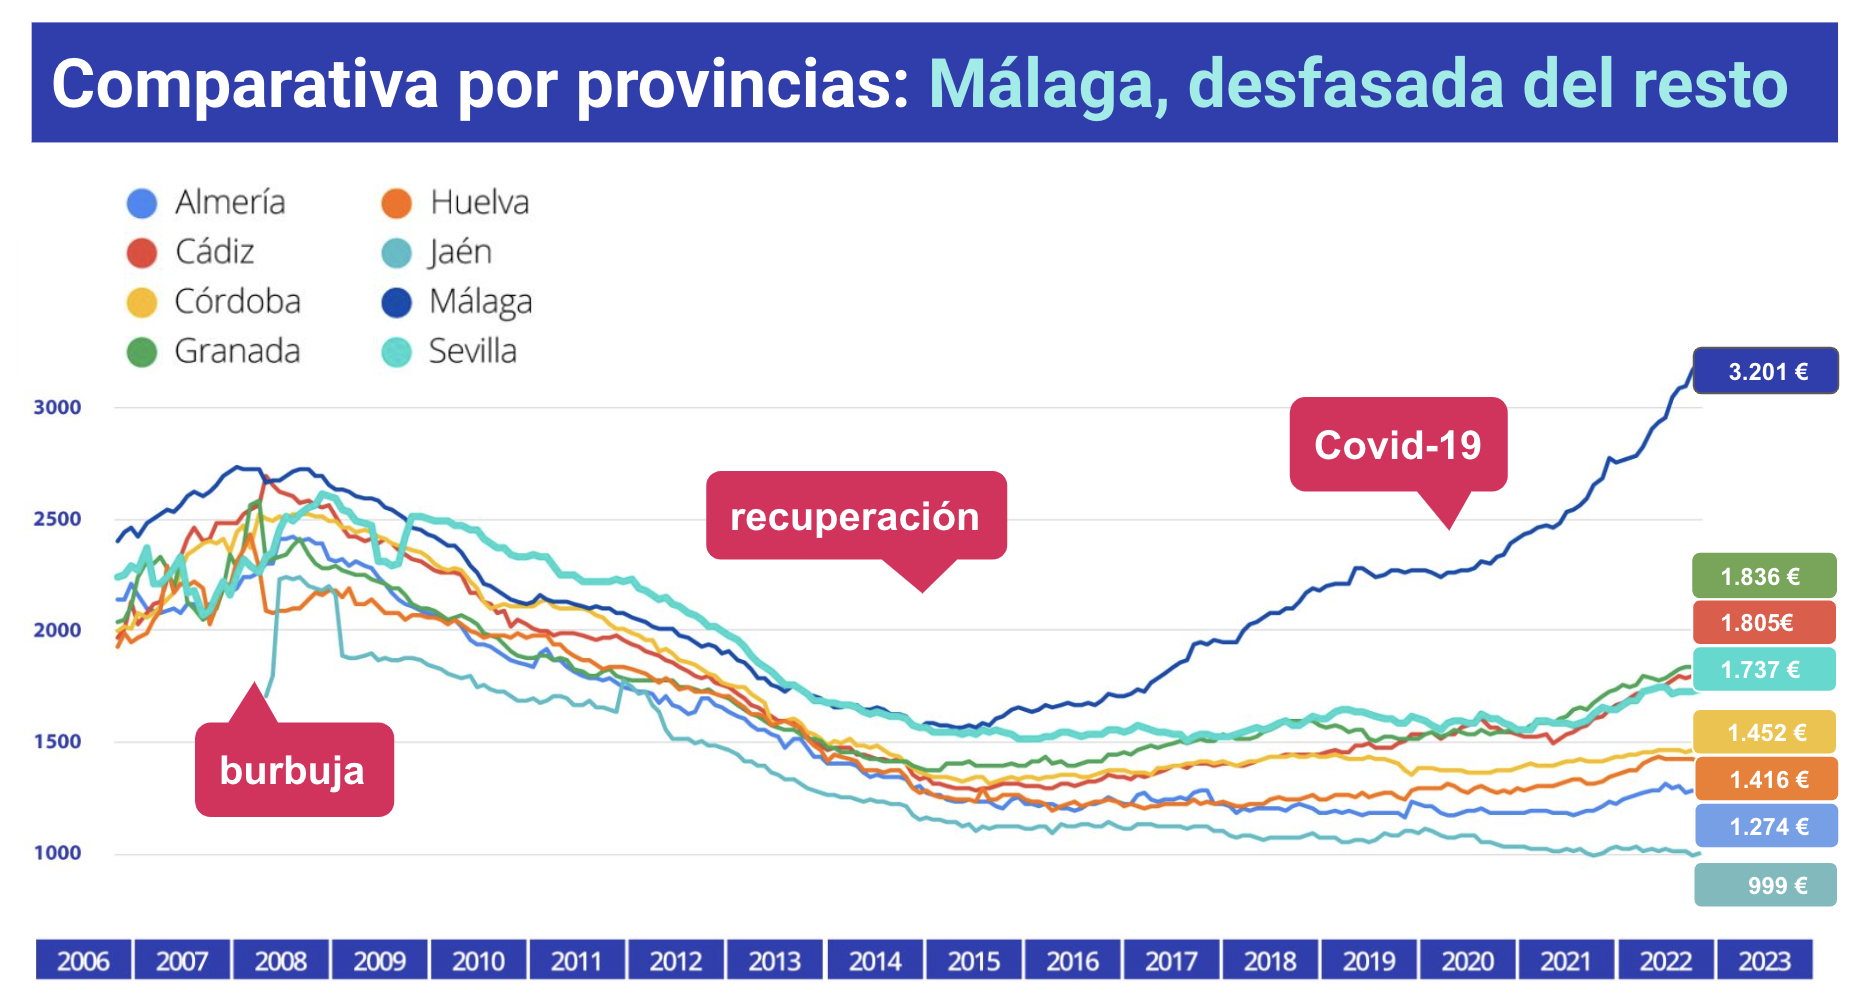 Comparativa por provincias: Málaga, desfasada del resto
Almería
Cádiz
Córdoba
Granada
Huelva
Jaén
Málaga
Sevilla
3000
2500
2000
1500
1000
burbuja
recuperación
Covid-19
3.201 €
1.836 €
1.805€
1.737 €
1.452 €
1.416 €
1.274 €
999 €
2006 2007 2008 2009 2010 2011 2012 2013 2014 2015 2016 2017 2018 2019 2020 2021 2022 2023